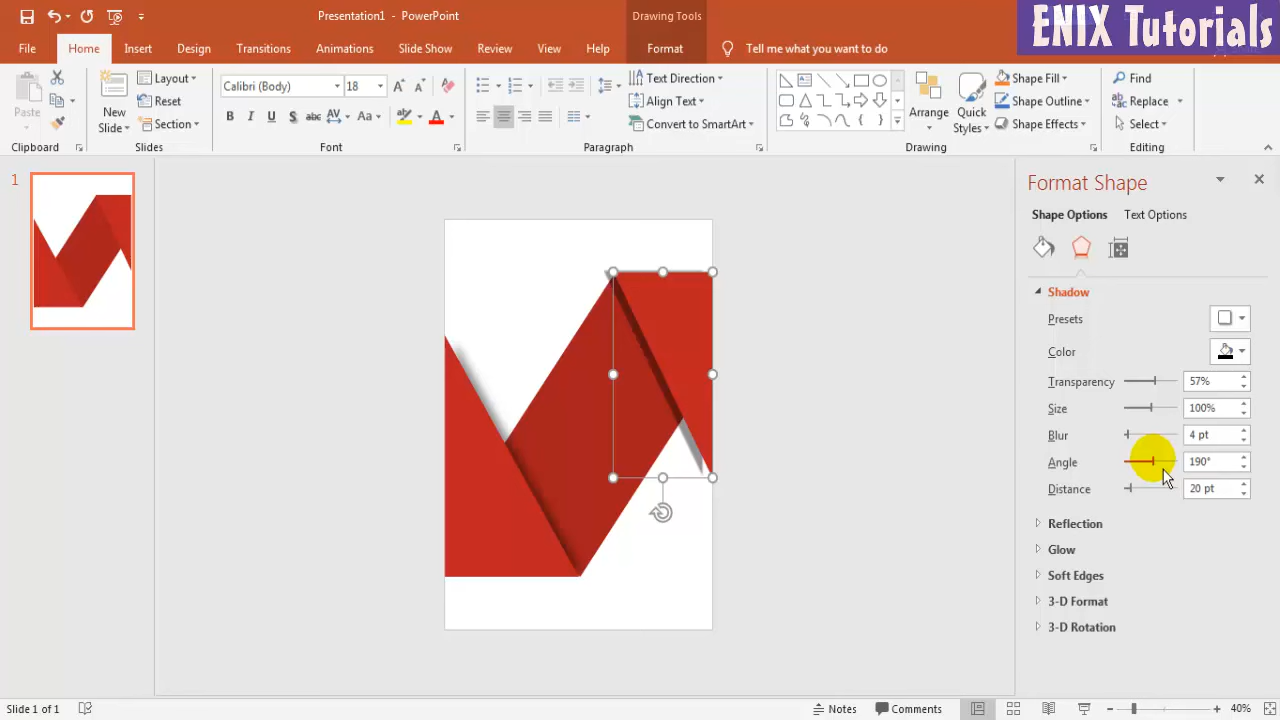 Presentation1 - PowerPoint
Drawing Tools
ENIX Tutorials
File
Home
Insert
Design
Transitions
Animations
Slide Show
Review
View
Help
Format
Tell me what you want to do
Paste
Clipboard
New
Slide
Layout
Reset
Section
Slides
Calibri (Body)
18
B
I
U
S
abc
AV
Aa
A
Font
Text Direction
Align Text
Convert to SmartArt
Paragraph
Arrange
Quick
Styles
Shape Fill
Shape Outline
Shape Effects
Drawing
Find
Replace
Select
Editing
1
Format Shape
Shape Options
Text Options
Shadow
Presets
Color
Transparency
57%
Size
100%
Blur
4 pt
Angle
190°
Distance
20 pt
Reflection
Glow
Soft Edges
3-D Format
3-D Rotation
Slide 1 of 1
Notes
Comments
40%